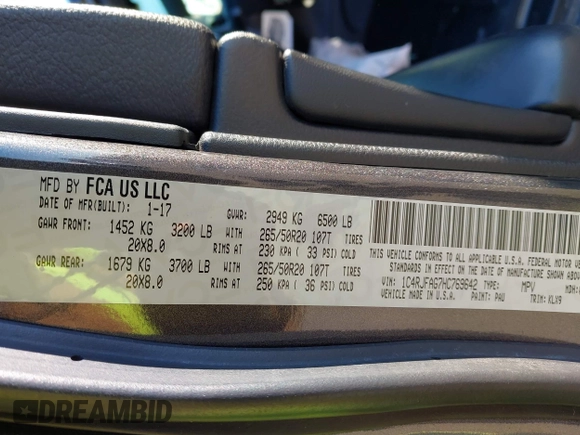 MFD BY FCA US LLC
DATE OF MFR(BUILT): 1-17 GVWR: 2949 KG 6500 LB
GAWR FRONT: 1452 KG 3200 LB WITH 265/50R20 107T TIRES
20X8.0 RIMS AT 230 KPA ( 33 PSI) COLD
GAWR REAR: 1679 KG 3700 LB WITH 265/50R20 107T TIRES
20X8.0 RIMS AT 250 KPA ( 36 PSI) COLD
THIS VEHICLE CONFORMS TO ALL APPLICABLE U.S.A. FEDERAL MOTOR VEHICLE
STANDARDS IN EFFECT ON THE DATE OF MANUFACTURE SHOWN ABOVE.
VIN: 1C4RJFAG7HC769642 TYPE: MPV MDH:
VEHICLE MADE IN U.S.A. PAINT: PAU TRIM: KLX9
DREAMBID